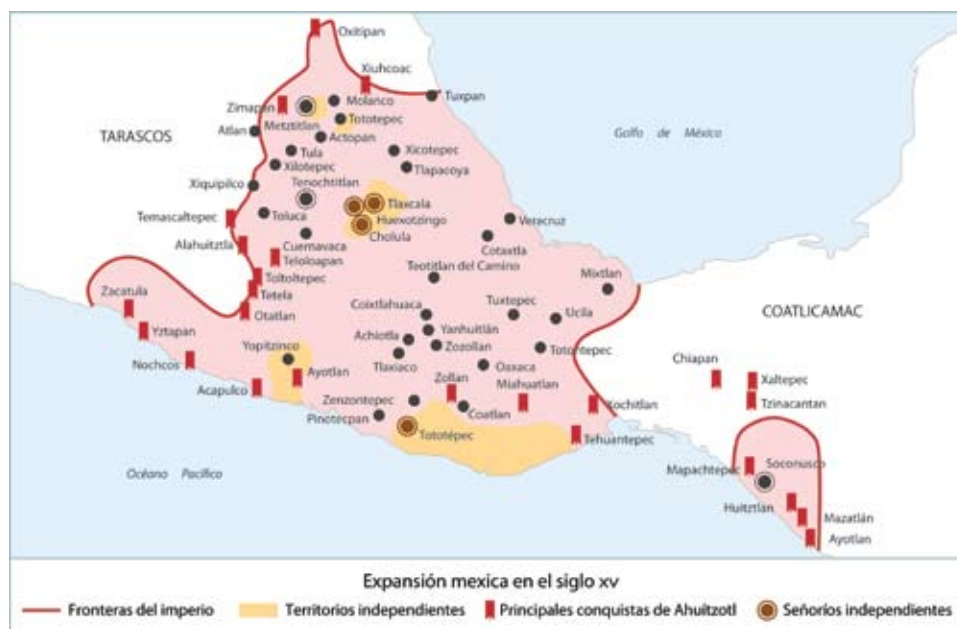 Oxitipan
Xiuhcoac
Tuxpan
Molanco
Zimapan
Metztitlan
Tototepec
Atlan
Actopan
TARASCOS
Golfo de México
Tula
Xicotepec
Xilotepec
Tlapacoya
Tenochtitlan
Xiquipilco
Tlaxcala
Temascaltepec
Toluca
Huexotzingo
Veracruz
Cholula
Alahuitztla
Cuernavaca
Cotaxtla
Teloloapan
Teotitlan del Camino
Toltoltepec
Mixtlan
Zacatula
Tetela
Coixtlahuaca
Tuxtepec
Otatlan
Ucila
COATLICAMAC
Yztapan
Achiotla
Yanhuitlán
Yopitzinco
Zozollan
Totontepec
Nochcos
Ayotlan
Tlaxiaco
Oaxaca
Chiapan
Zollan
Miahuatlan
Xaltepec
Acapulco
Zenzontepec
Tzinacantan
Pinotecpan
Coatlan
Xochitlan
Tototépec
Tehuantepec
Océano Pacífico
Mapachtepec
Soconusco
Huitztlan
Mazatlán
Ayotlan
Expansión mexica en el siglo XV
Fronteras del imperio
Territorios independientes
Principales conquistas de Ahuitzotl
Señoríos independientes